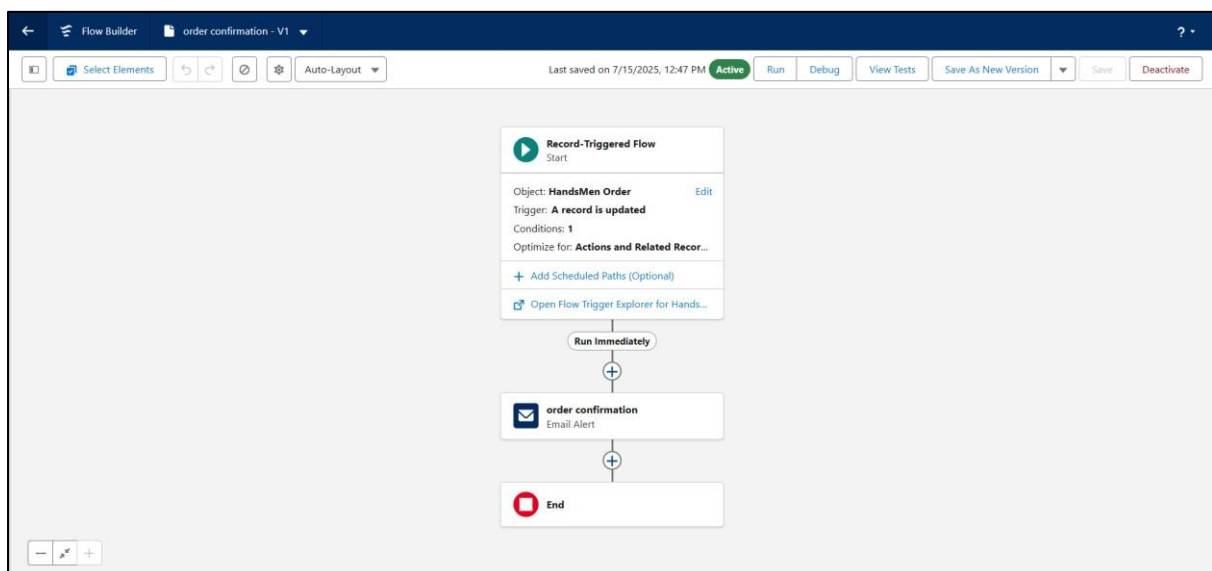 Flow Builder order confirmation - V1 ?
Select Elements Auto-Layout Last saved on 7/15/2025, 12:47 PM Active Run Debug View Tests Save As New Version Save Deactivate
Record-Triggered Flow
Start
Object: HandsMen Order Edit
Trigger: A record is updated
Conditions: 1
Optimize for: Actions and Related Recor...
+ Add Scheduled Paths (Optional)
Open Flow Trigger Explorer for Hands...
Run Immediately
order confirmation
Email Alert
End